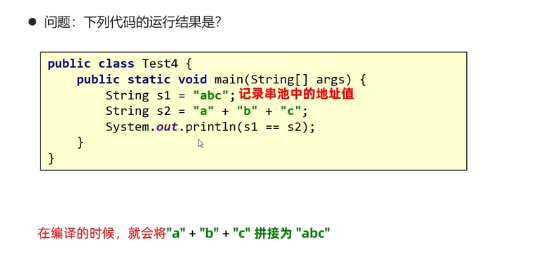 ● 问题：下列代码的运行结果是？
public class Test4 {
public static void main(String[] args) {
String s1 = "abc"; 记录串池中的地址值
String s2 = "a" + "b" + "c";
System.out.println(s1 == s2);
}
}
在编译的时候，就会将"a" + "b" + "c" 拼接为 "abc"